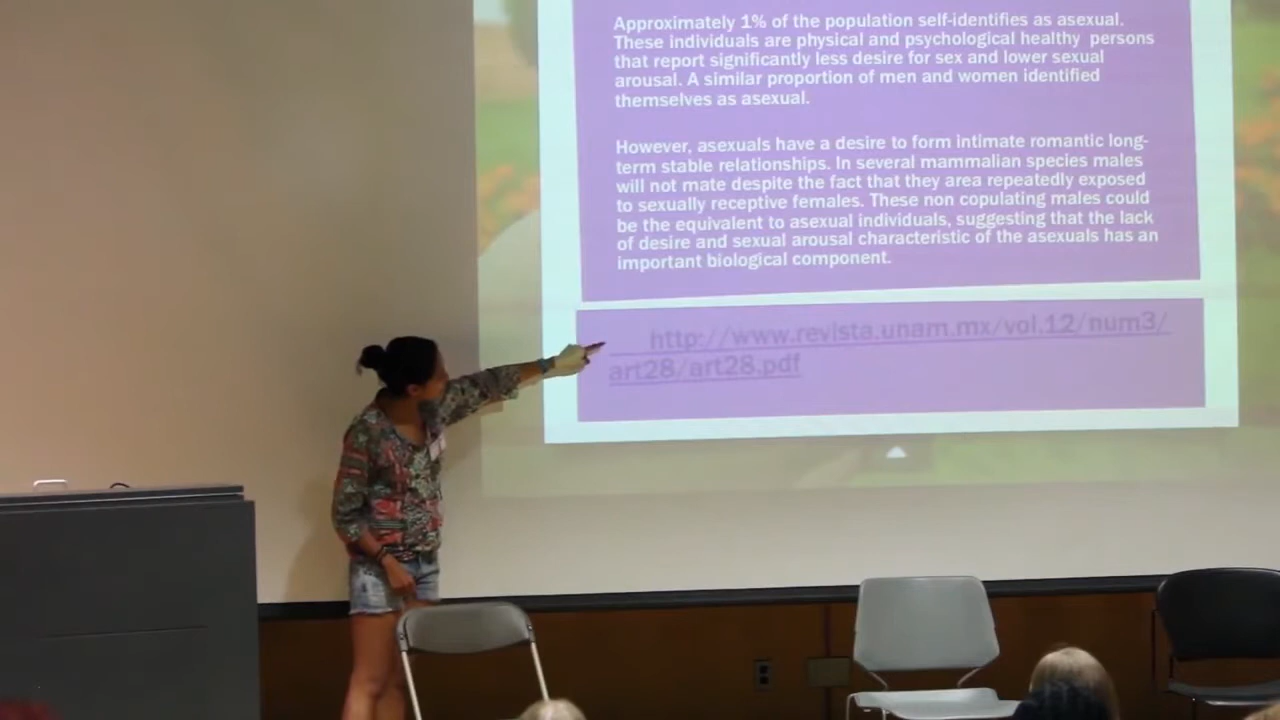 Approximately 1% of the population self-identifies as asexual.
These individuals are physical and psychological healthy persons
that report significantly less desire for sex and lower sexual
arousal. A similar proportion of men and women identified
themselves as asexual.
However, asexuals have a desire to form intimate romantic long-
term stable relationships. In several mammalian species males
will not mate despite the fact that they area repeatedly exposed
to sexually receptive females. These non copulating males could
be the equivalent to asexual individuals, suggesting that the lack
of desire and sexual arousal characteristic of the asexuals has an
important biological component.
http://www.revista.unam.mx/vol.12/num3/
art28/art28.pdf